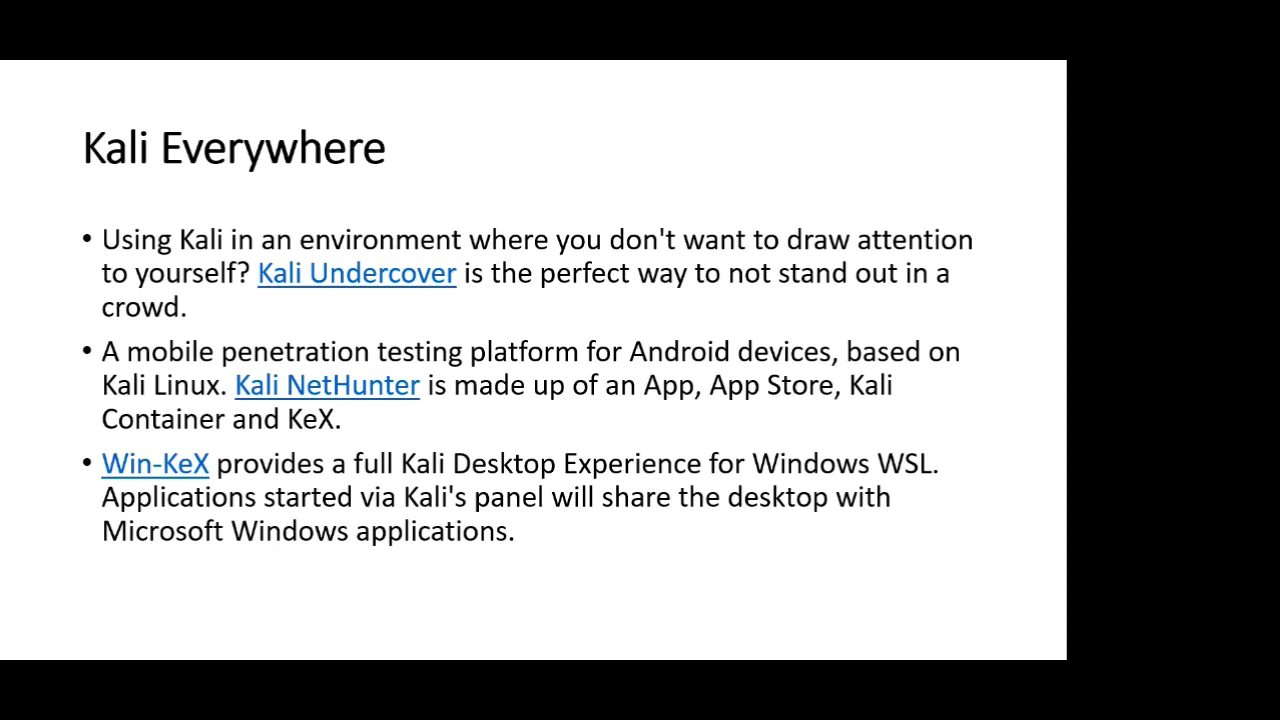 Kali Everywhere
• Using Kali in an environment where you don't want to draw attention
to yourself? Kali Undercover is the perfect way to not stand out in a
crowd.
• A mobile penetration testing platform for Android devices, based on
Kali Linux. Kali NetHunter is made up of an App, App Store, Kali
Container and KeX.
• Win-KeX provides a full Kali Desktop Experience for Windows WSL.
Applications started via Kali's panel will share the desktop with
Microsoft Windows applications.